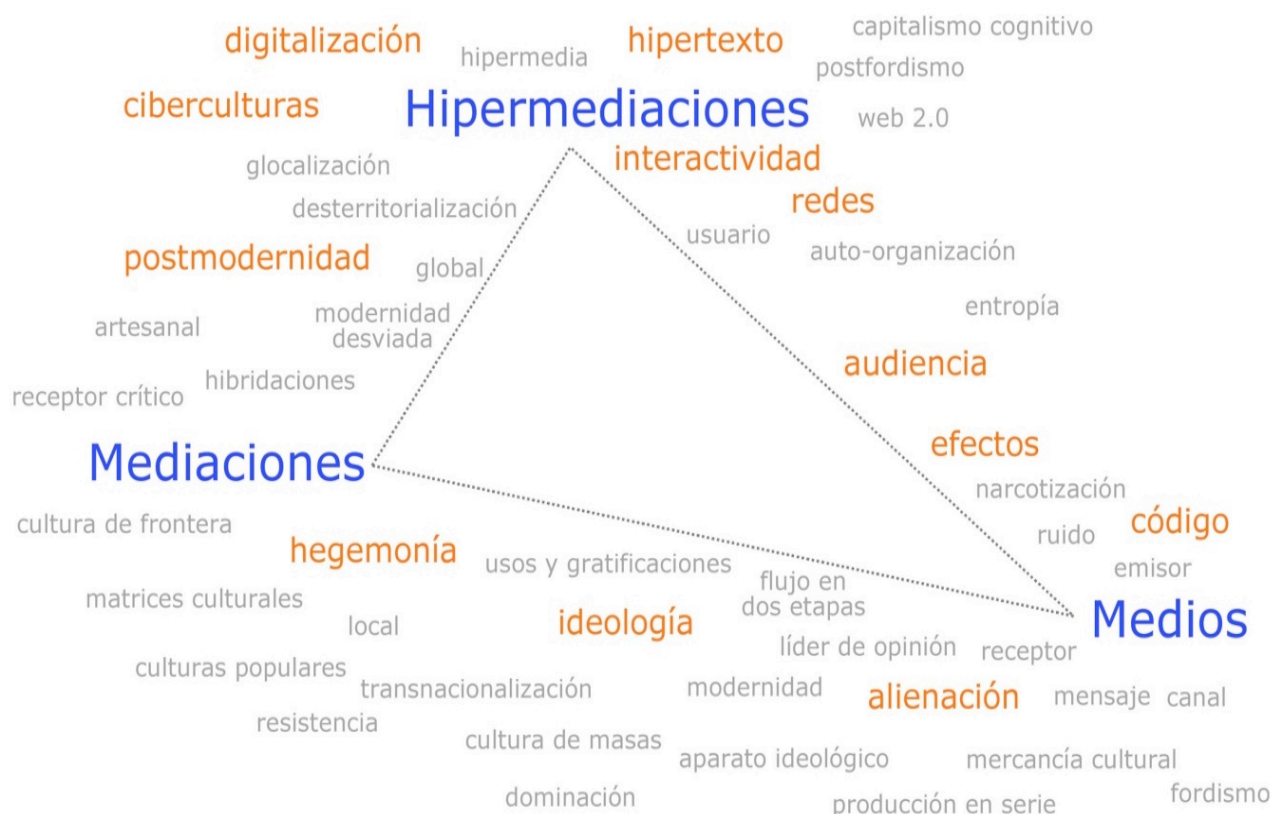 capitalismo cognitivo
digitalización
hipertexto
hipermedia
postfordismo
ciberculturas
Hipermediaciones
web 2.0
interactividad
glocalización
redes
desterritorialización
usuario
auto-organización
postmodernidad
global
entropía
modernidad
desviada
artesanal
audiencia
hibridaciones
receptor crítico
efectos
Mediaciones
narcotización
código
cultura de frontera
ruido
hegemonía
usos y gratificaciones
emisor
flujo en
dos etapas
matrices culturales
local
ideología
Medios
líder de opinión
receptor
culturas populares
transnacionalización
modernidad
alienación
mensaje
canal
resistencia
cultura de masas
aparato ideológico
mercancía cultural
dominación
producción en serie
fordismo